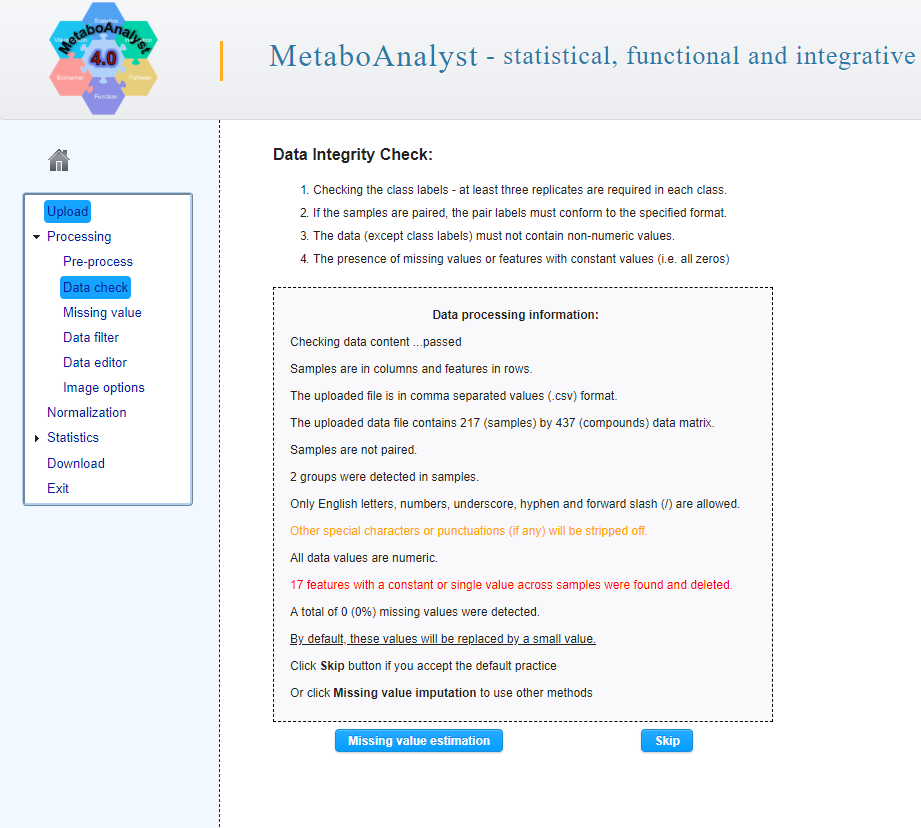 Statistics
MetaboAnalyst
4.0
Biomarker
Pathway
Function
MetaboAnalyst - statistical, functional and integrative
Data Integrity Check:
1. Checking the class labels - at least three replicates are required in each class.
2. If the samples are paired, the pair labels must conform to the specified format.
3. The data (except class labels) must not contain non-numeric values.
4. The presence of missing values or features with constant values (i.e. all zeros)
Upload
Processing
Pre-process
Data check
Missing value
Data filter
Data editor
Image options
Normalization
Statistics
Download
Exit
Data processing information:
Checking data content ...passed
Samples are in columns and features in rows.
The uploaded file is in comma separated values (.csv) format.
The uploaded data file contains 217 (samples) by 437 (compounds) data matrix.
Samples are not paired.
2 groups were detected in samples.
Only English letters, numbers, underscore, hyphen and forward slash (/) are allowed.
Other special characters or punctuations (if any) will be stripped off.
All data values are numeric.
17 features with a constant or single value across samples were found and deleted.
A total of 0 (0%) missing values were detected.
By default, these values will be replaced by a small value.
Click Skip button if you accept the default practice
Or click Missing value imputation to use other methods
Missing value estimation
Skip